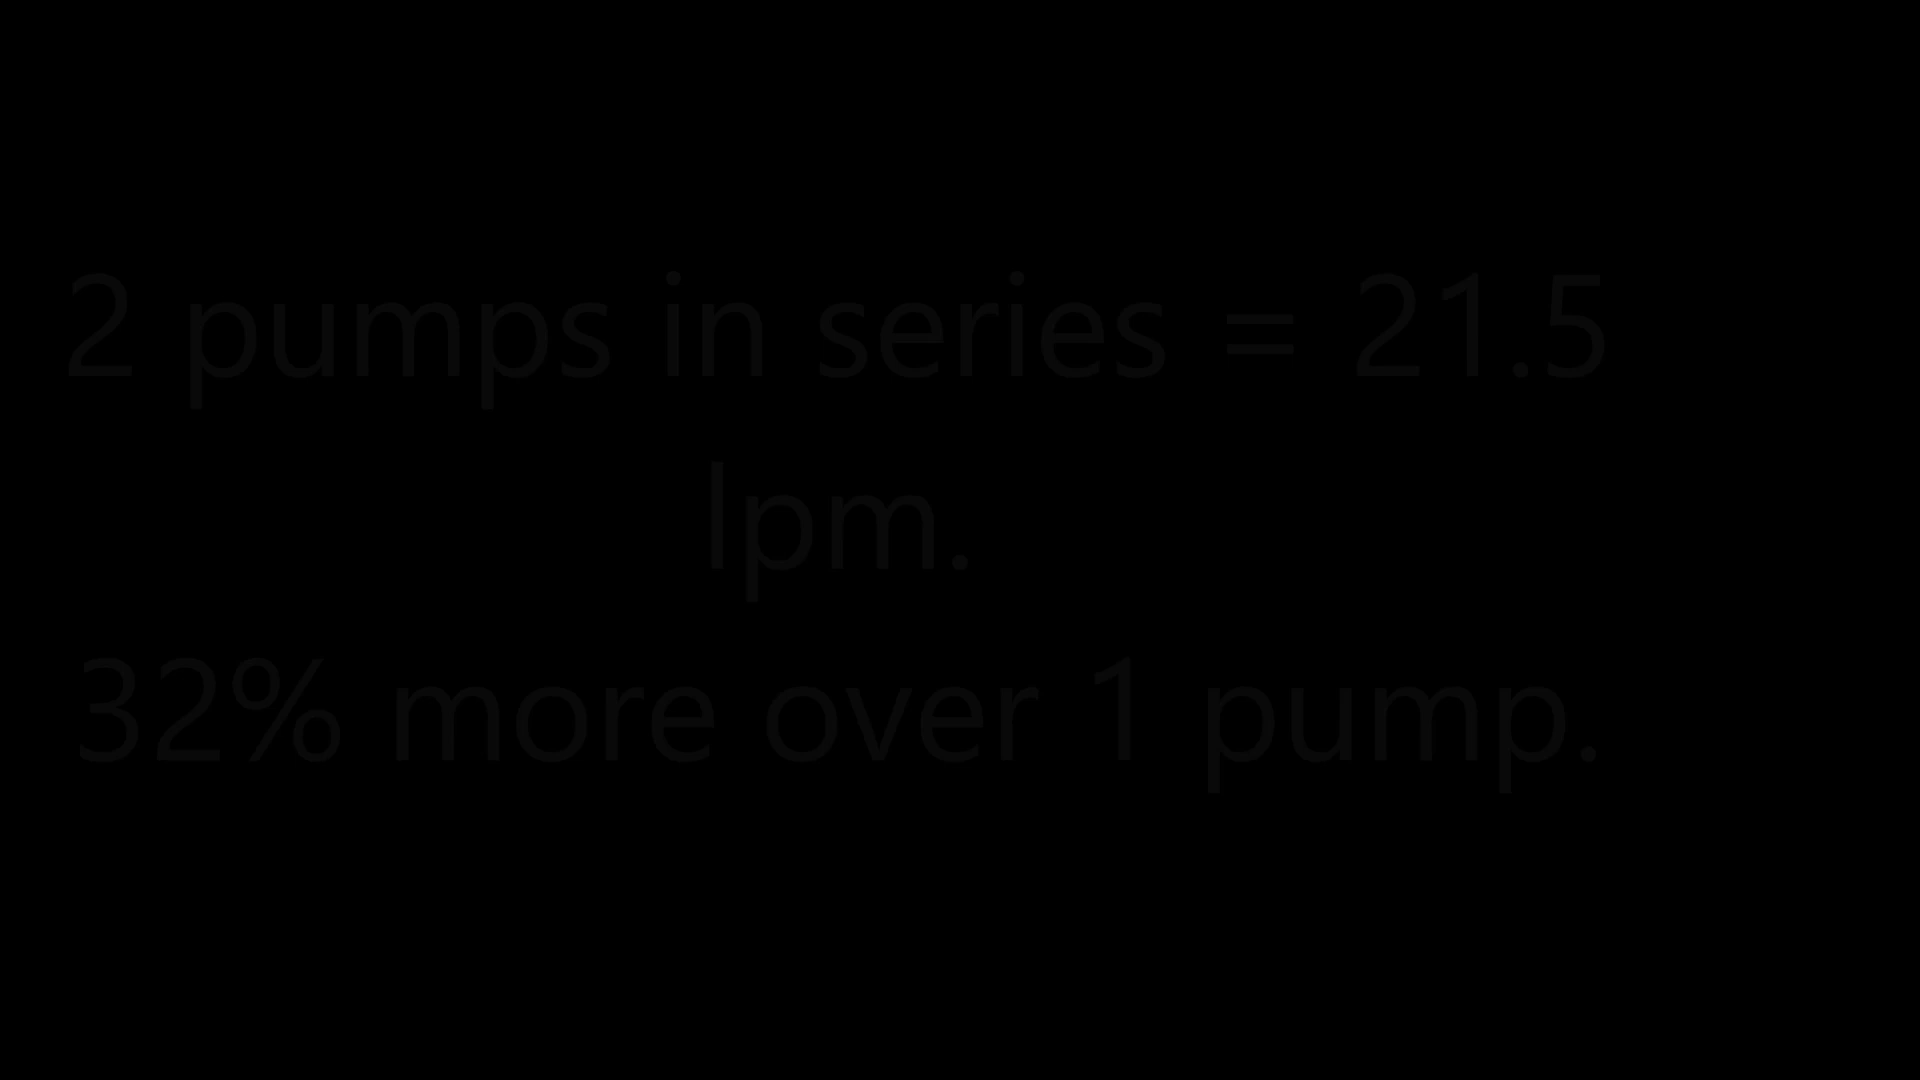 2 pumps in series = 21.5
lpm.
32% more over 1 pump.